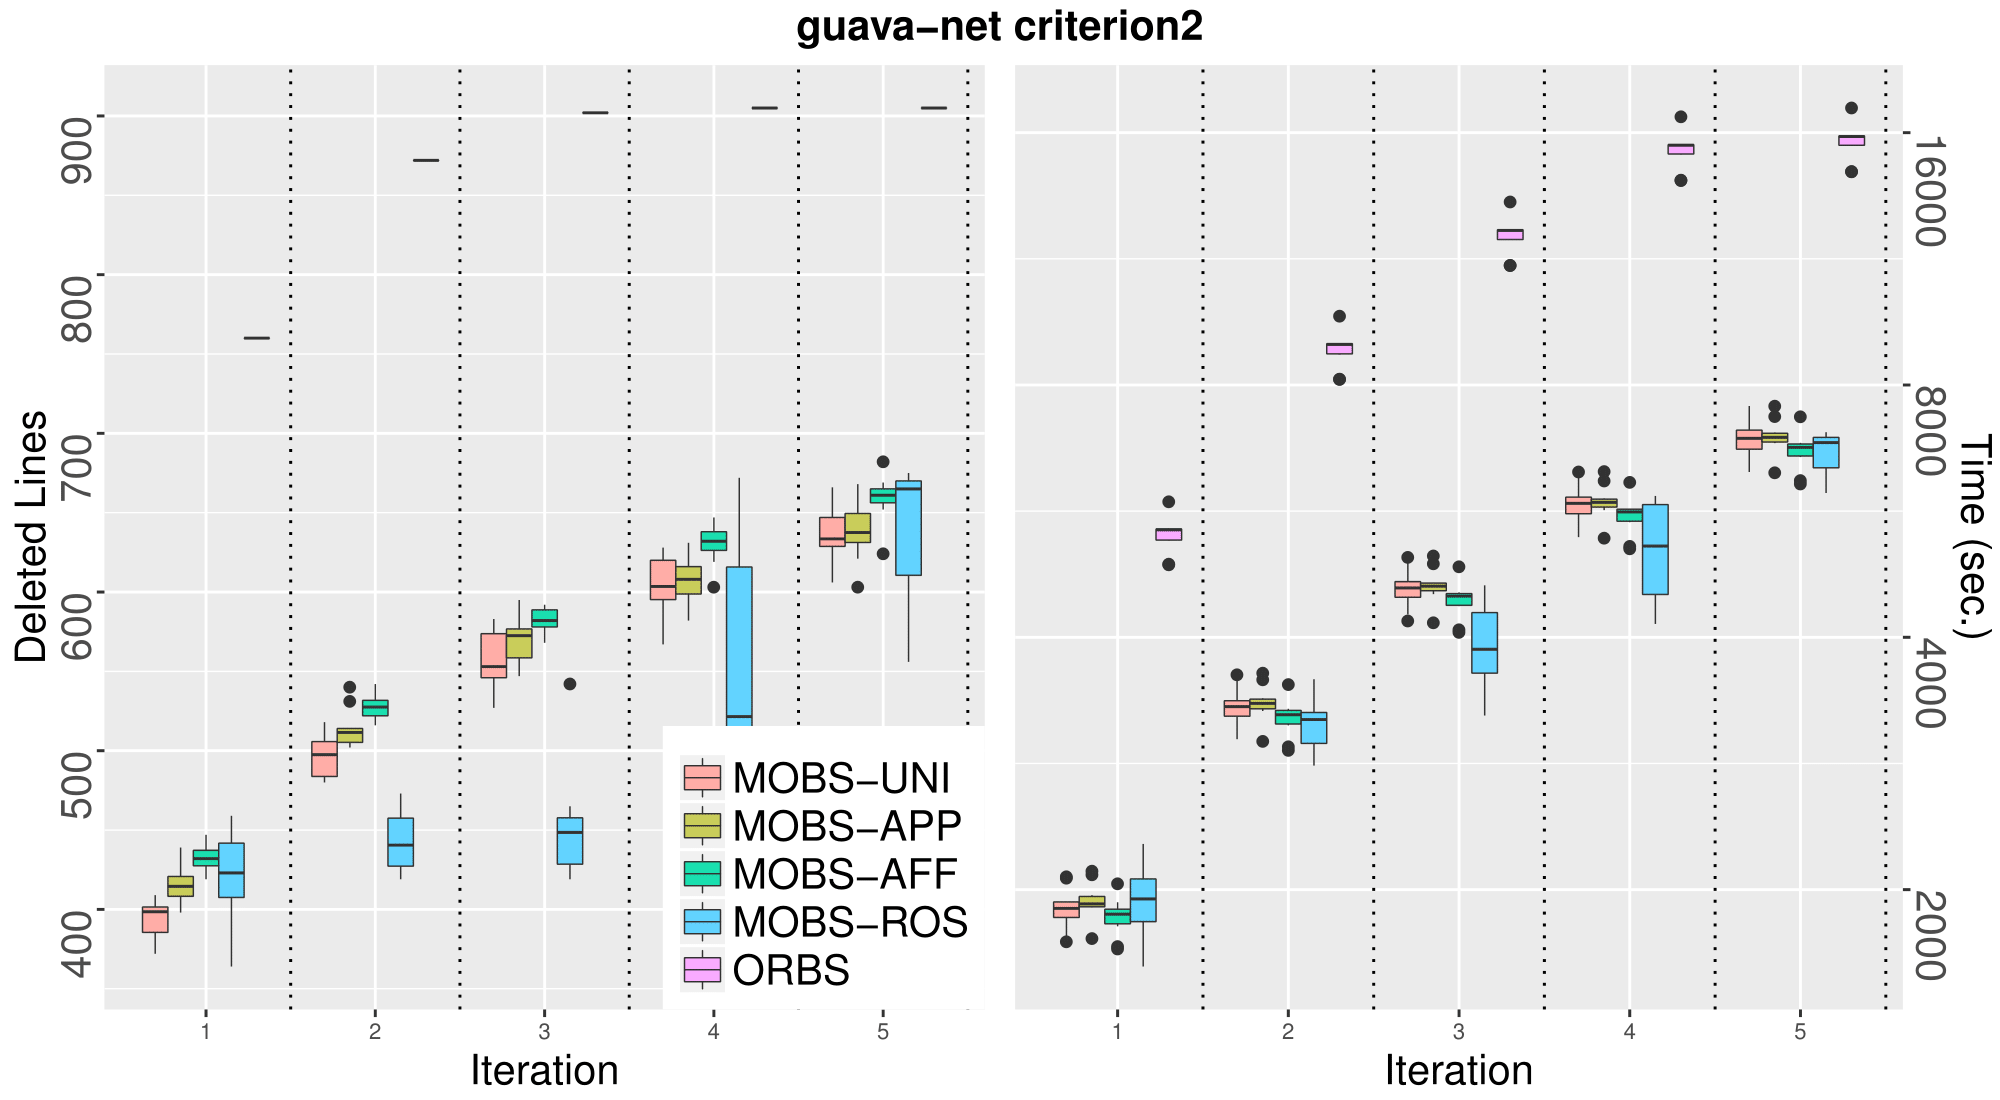 guava−net criterion2
Deleted Lines
900
800
700
600
500
400
1
2
3
4
5
Iteration
MOBS−UNI
MOBS−APP
MOBS−AFF
MOBS−ROS
ORBS
1
2
3
4
5
Iteration
16000
8000
4000
2000
Time (sec.)